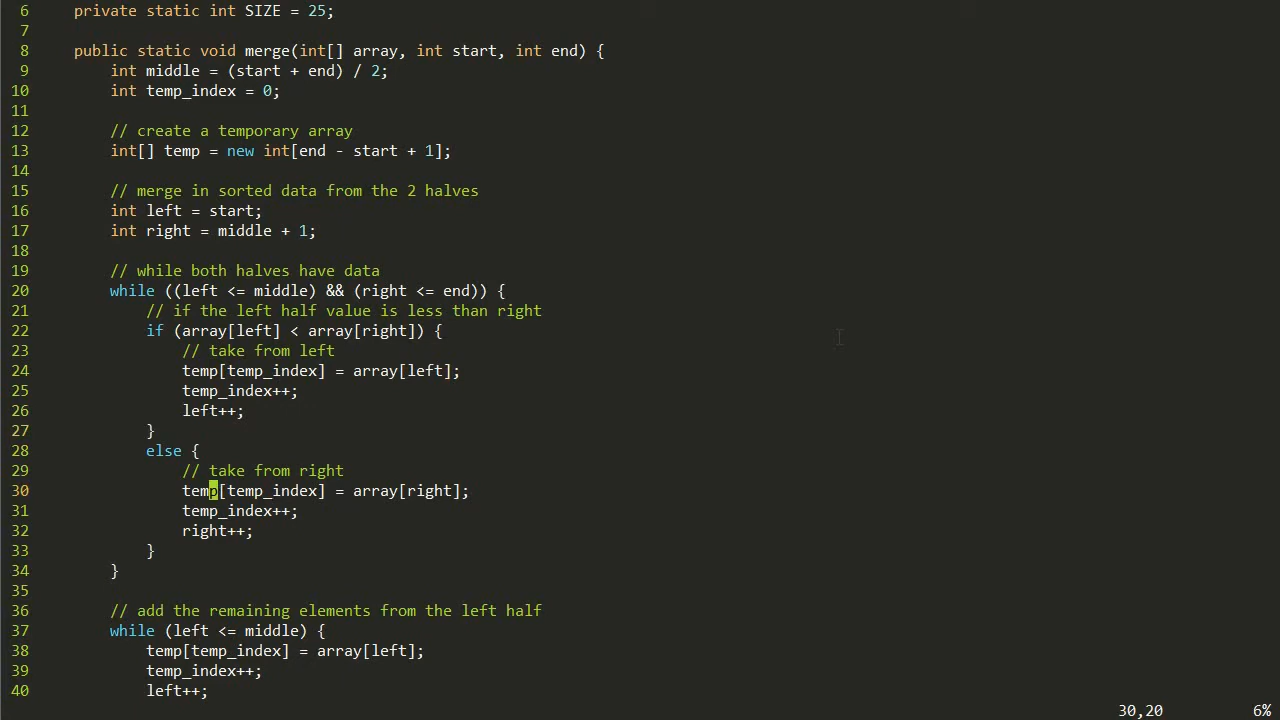 6     private static int SIZE = 25;
7
8     public static void merge(int[] array, int start, int end) {
9         int middle = (start + end) / 2;
10         int temp_index = 0;
11
12         // create a temporary array
13         int[] temp = new int[end - start + 1];
14
15         // merge in sorted data from the 2 halves
16         int left = start;
17         int right = middle + 1;
18
19         // while both halves have data
20         while ((left <= middle) && (right <= end)) {
21             // if the left half value is less than right
22             if (array[left] < array[right]) {
23                 // take from left
24                 temp[temp_index] = array[left];
25                 temp_index++;
26                 left++;
27             }
28             else {
29                 // take from right
30                 temp[temp_index] = array[right];
31                 temp_index++;
32                 right++;
33             }
34         }
35
36         // add the remaining elements from the left half
37         while (left <= middle) {
38             temp[temp_index] = array[left];
39             temp_index++;
40             left++;
30,20     6%